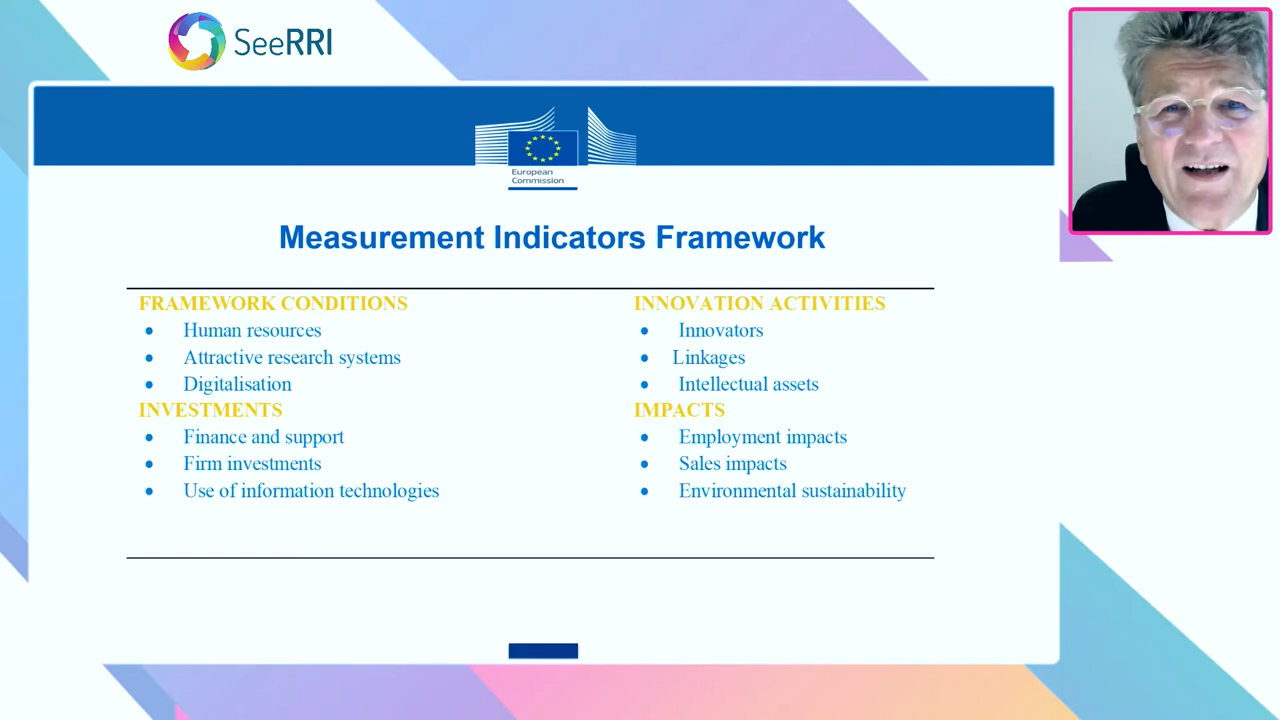 SeeRRI
European
Commission
Measurement Indicators Framework
FRAMEWORK CONDITIONS
• Human resources
• Attractive research systems
• Digitalisation
INVESTMENTS
• Finance and support
• Firm investments
• Use of information technologies
INNOVATION ACTIVITIES
• Innovators
• Linkages
• Intellectual assets
IMPACTS
• Employment impacts
• Sales impacts
• Environmental sustainability